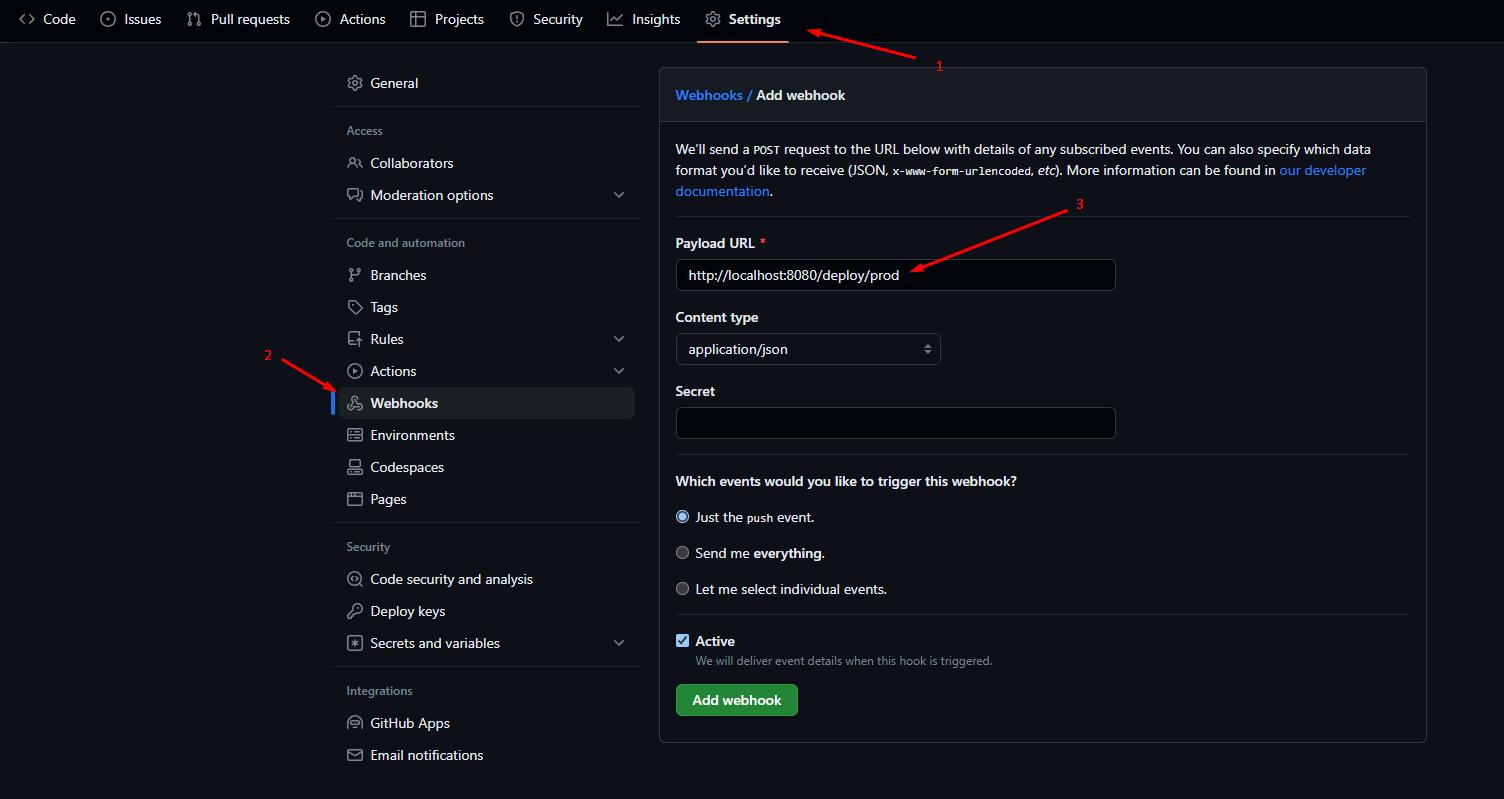 Code Issues Pull requests Actions Projects Security Insights Settings
1
General
Access
Collaborators
Moderation options
Code and automation
Branches
Tags
Rules
Actions
2
Webhooks
Environments
Codespaces
Pages
Security
Code security and analysis
Deploy keys
Secrets and variables
Integrations
GitHub Apps
Email notifications
Webhooks / Add webhook
We'll send a POST request to the URL below with details of any subscribed events. You can also specify which data
format you'd like to receive (JSON, x-www-form-urlencoded, etc). More information can be found in our developer
documentation.
3
Payload URL *
http://localhost:8080/deploy/prod
Content type
application/json
Secret
Which events would you like to trigger this webhook?
Just the push event.
Send me everything.
Let me select individual events.
Active
We will deliver event details when this hook is triggered.
Add webhook